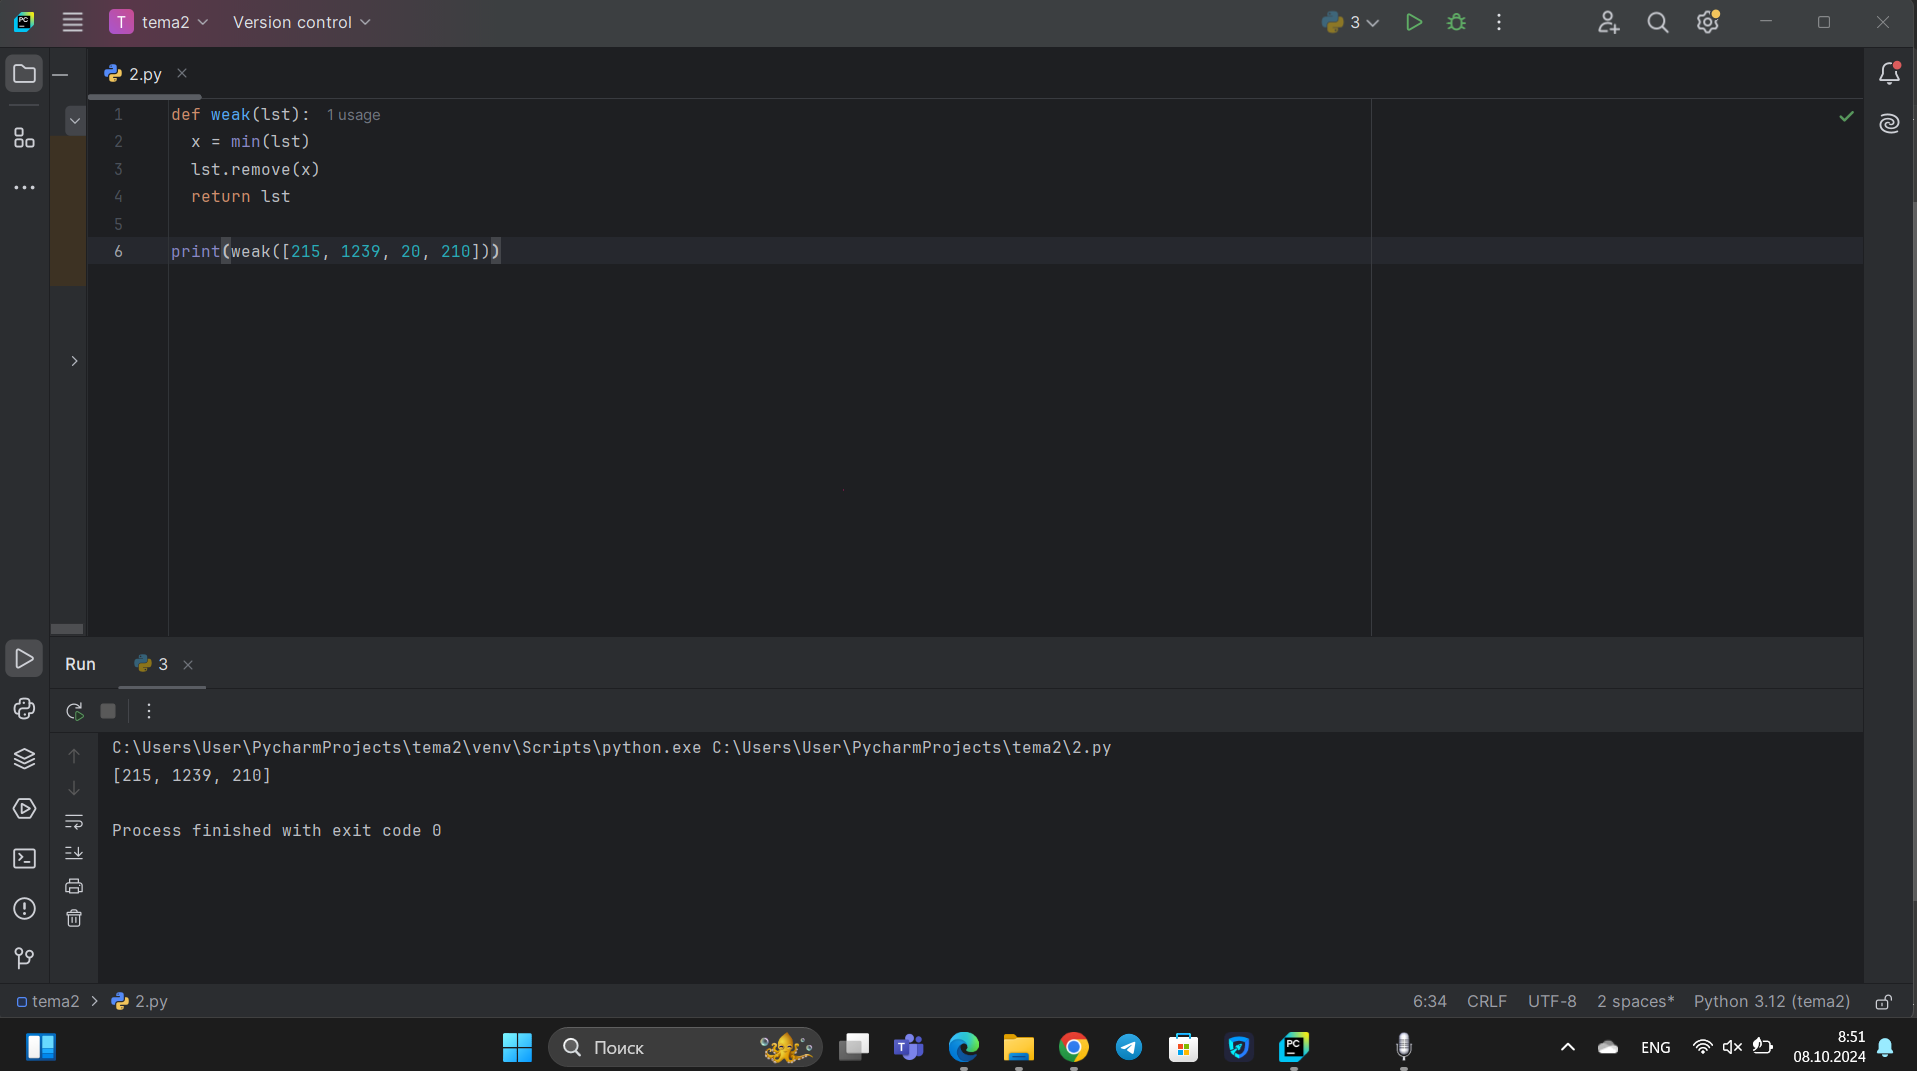 PC T tema2 Version control 3
2.py
1 def weak(lst): 1 usage
2 x = min(lst)
3 lst.remove(x)
4 return lst
5
6 print(weak([215, 1239, 20, 210]))
Run 3
C:\Users\User\PycharmProjects\tema2\venv\Scripts\python.exe C:\Users\User\PycharmProjects\tema2\2.py
[215, 1239, 210]
Process finished with exit code 0
tema2 2.py 6:34 CRLF UTF-8 2 spaces* Python 3.12 (tema2)
Поиск T PC ENG 8:51
08.10.2024